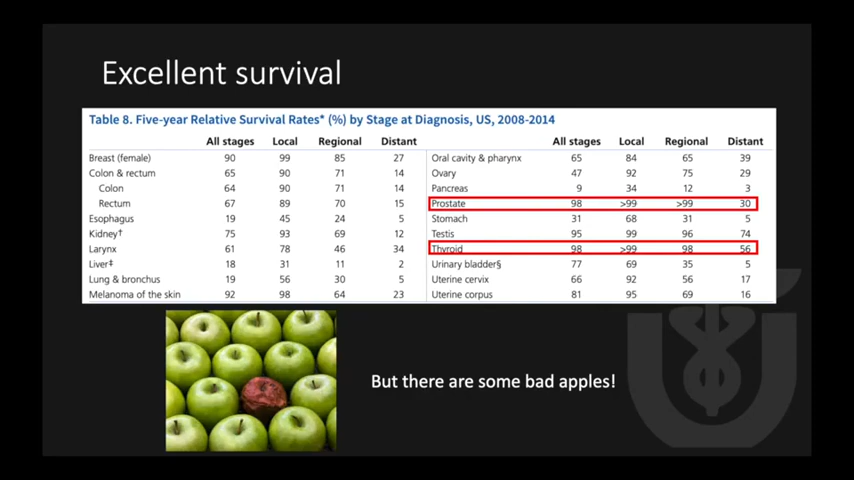 Excellent survival
Table 8. Five-year Relative Survival Rates* (%) by Stage at Diagnosis, US, 2008-2014
All stages Local Regional Distant All stages Local Regional Distant
Breast (female) 90 99 85 27 Oral cavity & pharynx 65 84 65 39
Colon & rectum 65 90 71 14 Ovary 47 92 75 29
Colon 64 90 71 14 Pancreas 9 34 12 3
Rectum 67 89 70 15 Prostate 98 >99 >99 30
Esophagus 19 45 24 5 Stomach 31 68 31 5
Kidney† 75 93 69 12 Testis 95 99 96 74
Larynx 61 78 46 34 Thyroid 98 >99 98 56
Liver‡ 18 31 11 2 Urinary bladder§ 77 69 35 5
Lung & bronchus 19 56 30 5 Uterine cervix 66 92 56 17
Melanoma of the skin 92 98 64 23 Uterine corpus 81 95 69 16
But there are some bad apples!